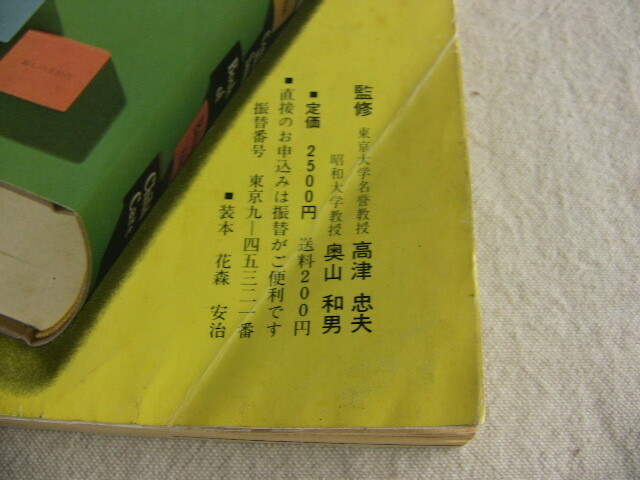 監修 東京大学名誉教授 高津 忠夫
昭和大学教授 奥山 和男
■定価 2500円 送料200円
■直接のお申込みは振替がご便利です
振替番号 東京九―四五三二一番
■装本 花森 安治
Child Care